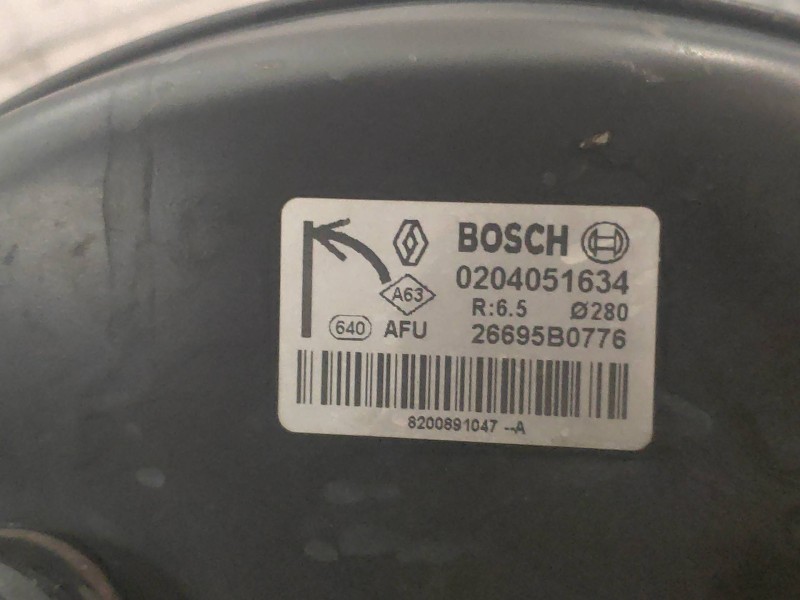 BOSCH
0204051634
A63
R:6.5 Ø280
640 AFU 26695B0776
8200891047 --A